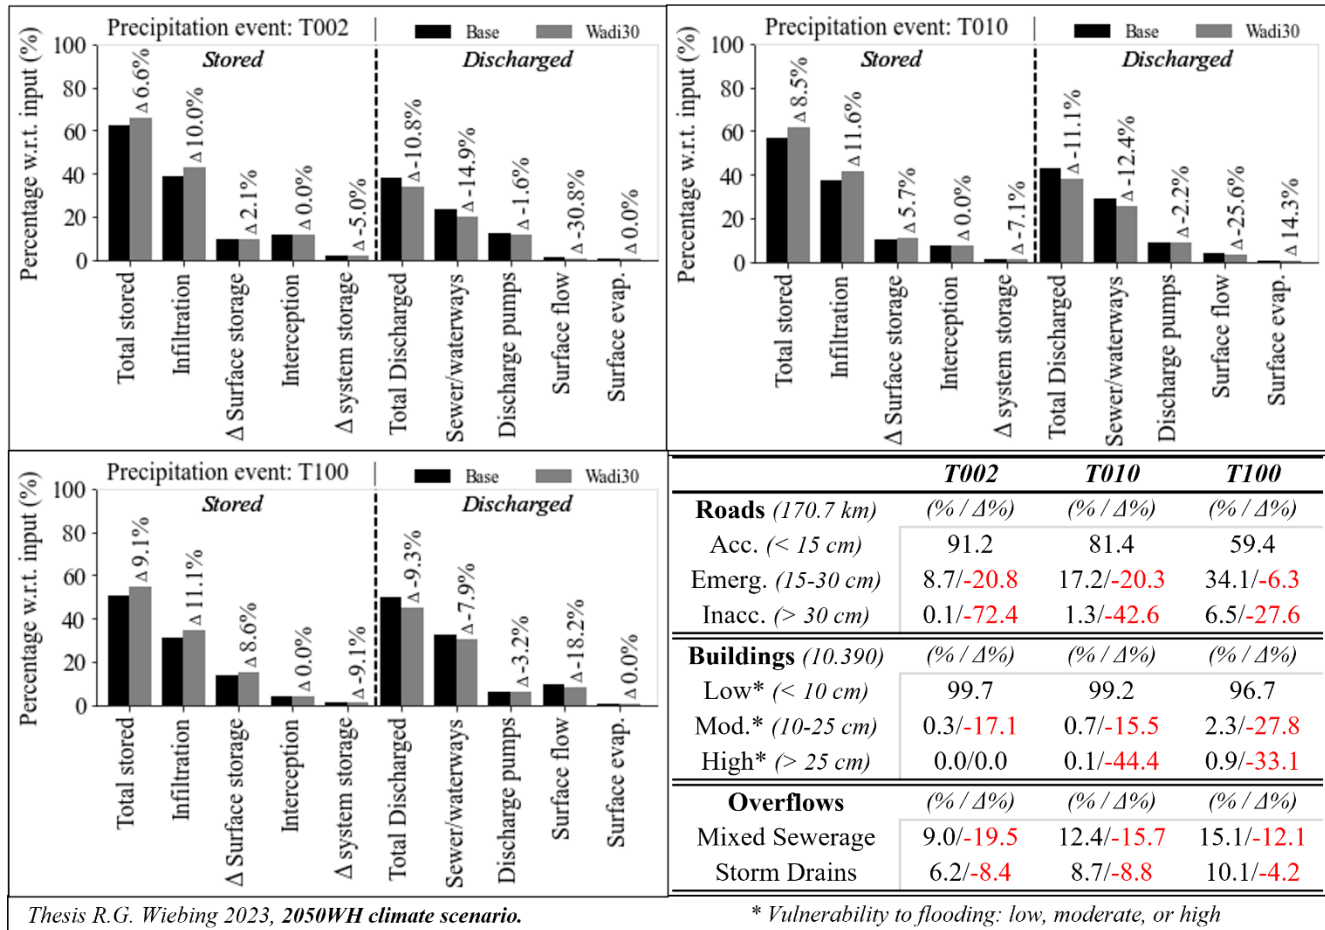 Precipitation event: T002
Base
Wadi30
Percentage w.r.t. input (%)
100
80
60
40
20
0
Stored
Discharged
Δ 6.6%
Δ 10.0%
Δ 2.1%
Δ 0.0%
Δ -5.0%
Δ -10.8%
Δ -14.9%
Δ -1.6%
Δ -30.8%
Δ 0.0%
Total stored
Infiltration
Δ Surface storage
Interception
Δ system storage
Total Discharged
Sewer/waterways
Discharge pumps
Surface flow
Surface evap.
Precipitation event: T010
Base
Wadi30
Percentage w.r.t. input (%)
100
80
60
40
20
0
Stored
Discharged
Δ 8.5%
Δ 11.6%
Δ 5.7%
Δ 0.0%
Δ -7.1%
Δ -11.1%
Δ -12.4%
Δ -2.2%
Δ -25.6%
Δ 14.3%
Total stored
Infiltration
Δ Surface storage
Interception
Δ system storage
Total Discharged
Sewer/waterways
Discharge pumps
Surface flow
Surface evap.
Precipitation event: T100
Base
Wadi30
Percentage w.r.t. input (%)
100
80
60
40
20
0
Stored
Discharged
Δ 9.1%
Δ 11.1%
Δ 8.6%
Δ 0.0%
Δ -9.1%
Δ -9.3%
Δ -7.9%
Δ -3.2%
Δ -18.2%
Δ 0.0%
Total stored
Infiltration
Δ Surface storage
Interception
Δ system storage
Total Discharged
Sewer/waterways
Discharge pumps
Surface flow
Surface evap.
T002 T010 T100
Roads (170.7 km) (% / Δ%) (% / Δ%) (% / Δ%)
Acc. (< 15 cm) 91.2 81.4 59.4
Emerg. (15-30 cm) 8.7/-20.8 17.2/-20.3 34.1/-6.3
Inacc. (> 30 cm) 0.1/-72.4 1.3/-42.6 6.5/-27.6
Buildings (10.390) (% / Δ%) (% / Δ%) (% / Δ%)
Low* (< 10 cm) 99.7 99.2 96.7
Mod.* (10-25 cm) 0.3/-17.1 0.7/-15.5 2.3/-27.8
High* (> 25 cm) 0.0/0.0 0.1/-44.4 0.9/-33.1
Overflows (% / Δ%) (% / Δ%) (% / Δ%)
Mixed Sewerage 9.0/-19.5 12.4/-15.7 15.1/-12.1
Storm Drains 6.2/-8.4 8.7/-8.8 10.1/-4.2
Thesis R.G. Wiebing 2023, 2050WH climate scenario.
* Vulnerability to flooding: low, moderate, or high